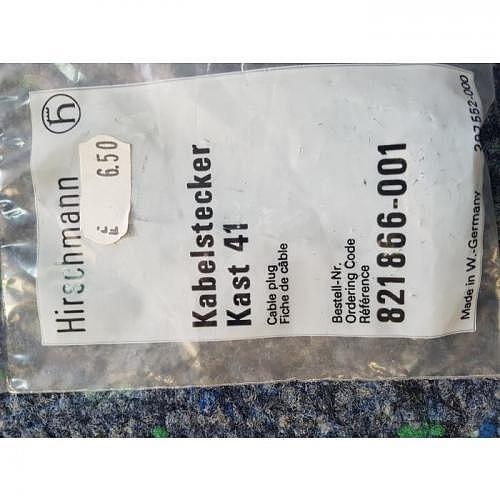 Hirschmann
h
6.50
Kabelstecker
Kast 41
Cable plug
Fiche de câble
Bestell-Nr.
Ordering Code
Référence
821 866-001
Made in W.-Germany